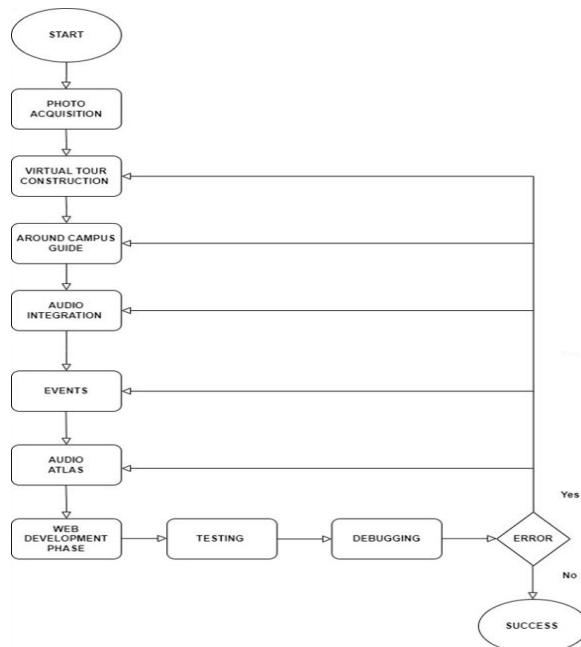 START
PHOTO
ACQUISITION
VIRTUAL TOUR
CONSTRUCTION
AROUND CAMPUS
GUIDE
AUDIO
INTEGRATION
EVENTS
AUDIO
ATLAS
WEB
DEVELOPMENT
PHASE
TESTING
DEBUGGING
ERROR
Yes
No
SUCCESS